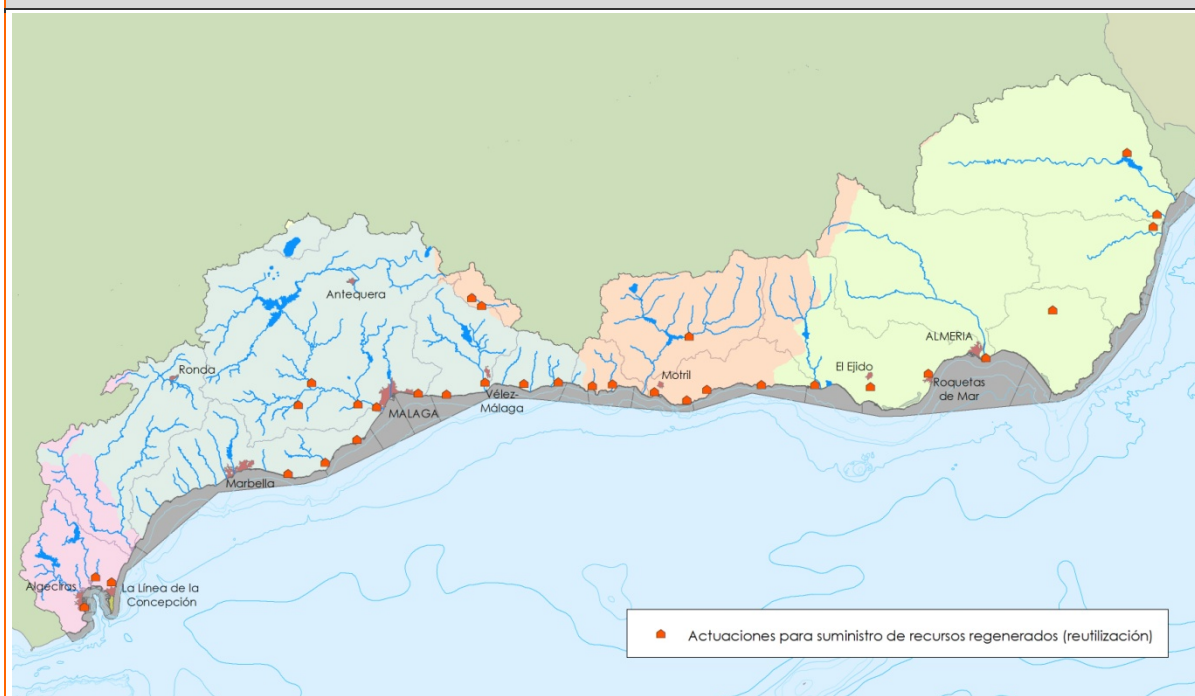 Antequera
Ronda
MALAGA
Vélez-
Málaga
Motril
El Ejido
ALMERIA
Roquetas
de Mar
Marbella
Algeciras
La Línea de la
Concepción
Actuaciones para suministro de recursos regenerados (reutilización)